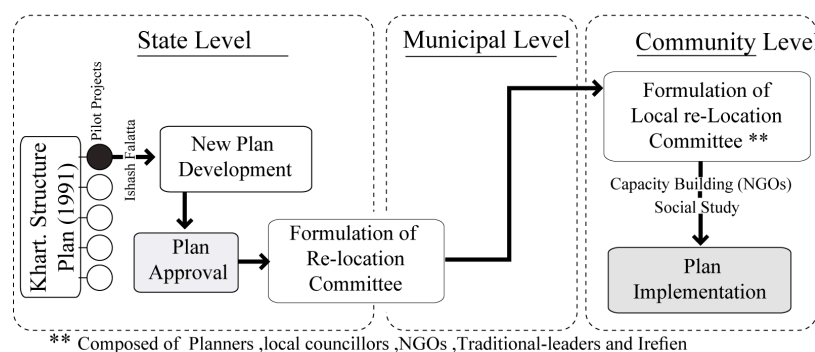 State Level
Municipal Level
Community Level
Pilot Projects
Khart. Structure
Plan (1991)
Ishash Falatta
New Plan
Development
Plan
Approval
Formulation of
Re-location
Committee
Formulation of
Local re-Location
Committee **
Capacity Building (NGOs)
Social Study
Plan
Implementation
** Composed of Planners ,local councillors ,NGOs ,Traditional-leaders and Irefien